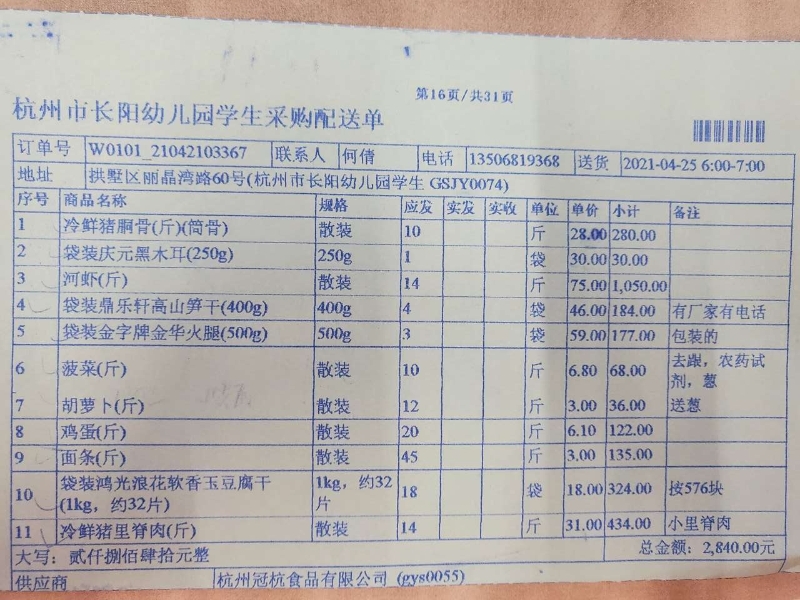 第16页/共31页
杭州市长阳幼儿园学生采购配送单
订单号 W0101_21042103367 联系人 何倩 电话 13506819368 送货 2021-04-25 6:00-7:00
地址 拱墅区丽晶湾路60号(杭州市长阳幼儿园学生 GSJY0074)
序号 商品名称 规格 应发 实发 实收 单位 单价 小计 备注
1 冷鲜猪胴骨(斤)(筒骨) 散装 10 斤 28.00 280.00
2 袋装庆元黑木耳(250g) 250g 1 袋 30.00 30.00
3 河虾(斤) 散装 14 斤 75.00 1,050.00
4 袋装鼎乐轩高山笋干(400g) 400g 4 袋 46.00 184.00 有厂家有电话
5 袋装金字牌金华火腿(500g) 500g 3 袋 59.00 177.00 包装的
6 菠菜(斤) 散装 10 斤 6.80 68.00 去跟，农药试
剂，葱
7 胡萝卜(斤) 散装 12 斤 3.00 36.00 送葱
8 鸡蛋(斤) 散装 20 斤 6.10 122.00
9 面条(斤) 散装 45 斤 3.00 135.00
10 袋装鸿光浪花软香玉豆腐干 1kg，约32 18 袋 18.00 324.00 按576块
(1kg，约32片) 片
11 冷鲜猪里脊肉(斤) 散装 14 斤 31.00 434.00 小里脊肉
大写：贰仟捌佰肆拾元整 总金额：2,840.00元
供应商 杭州冠杭食品有限公司 (gys0055)